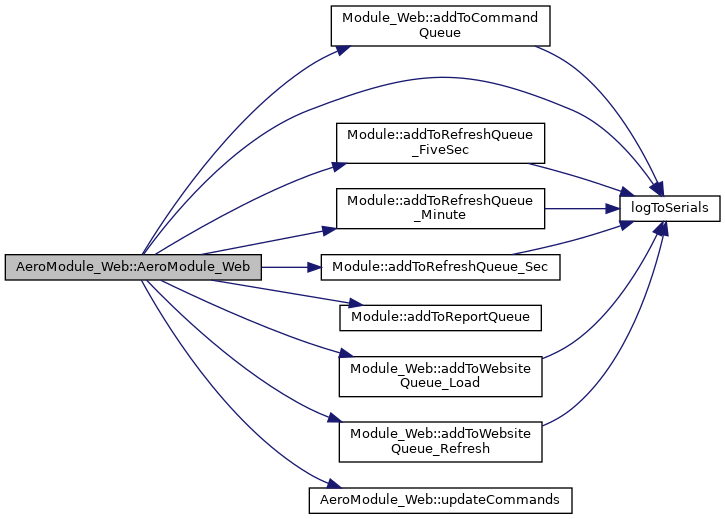 Module_Web::addToCommand
Queue
Module::addToRefreshQueue
_FiveSec
Module::addToRefreshQueue
_Minute
logToSerials
AeroModule_Web::AeroModule_Web
Module::addToRefreshQueue_Sec
Module::addToReportQueue
Module_Web::addToWebsite
Queue_Load
Module_Web::addToWebsite
Queue_Refresh
AeroModule_Web::updateCommands